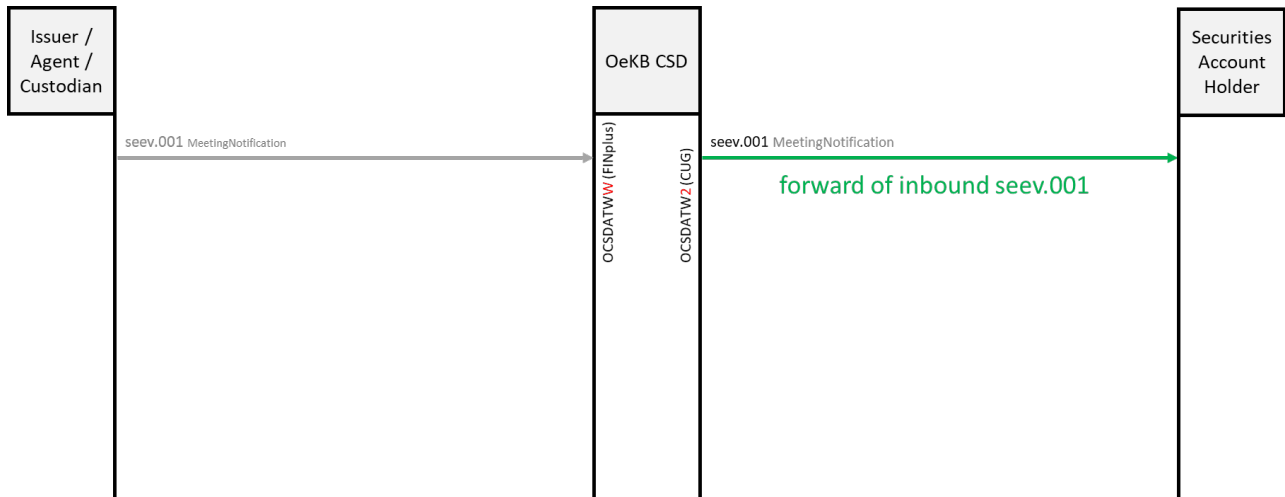 Issuer /
Agent /
Custodian
OeKB CSD
Securities
Account
Holder
seev.001 MeetingNotification
OCSDATWW (FINplus)
OCSDATW2 (CUG)
seev.001 MeetingNotification
forward of inbound seev.001